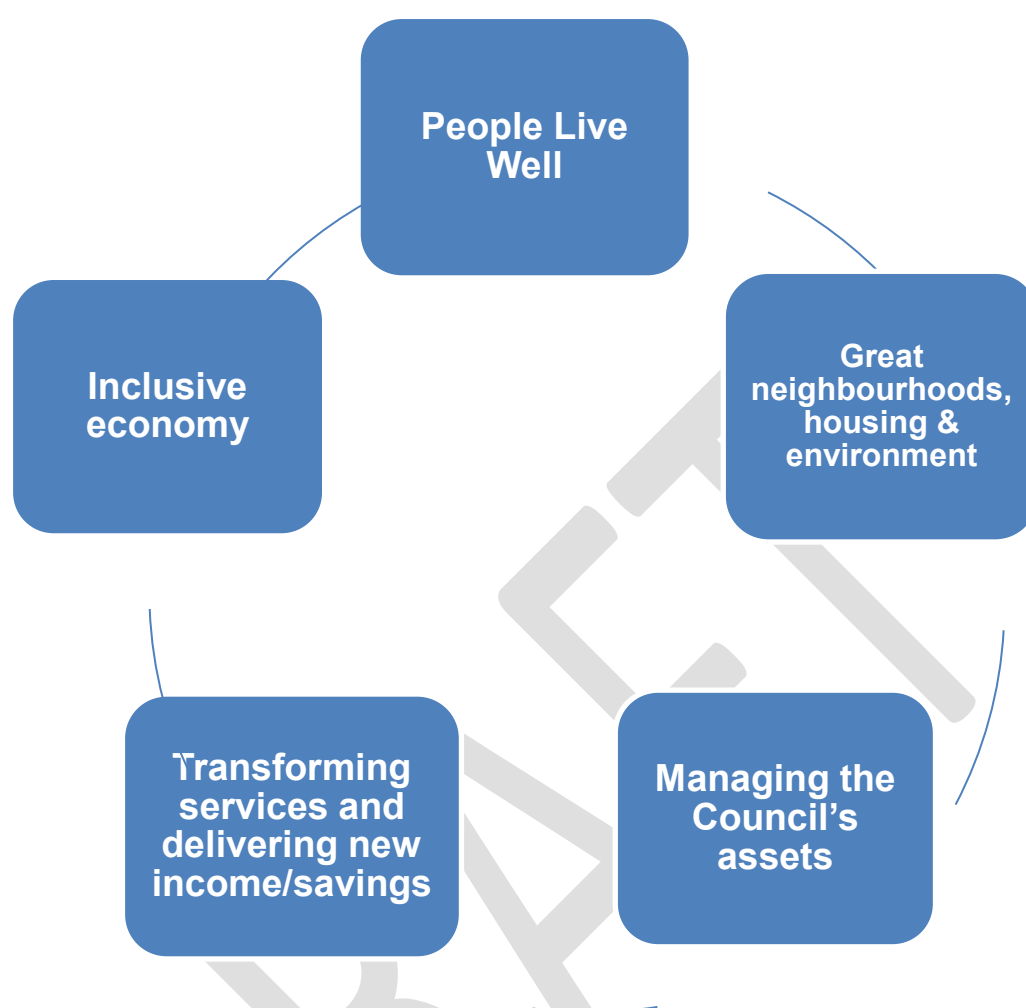 People Live
Well
Inclusive
economy
Great
neighbourhoods,
housing &
environment
Transforming
services and
delivering new
income/savings
Managing the
Council’s
assets